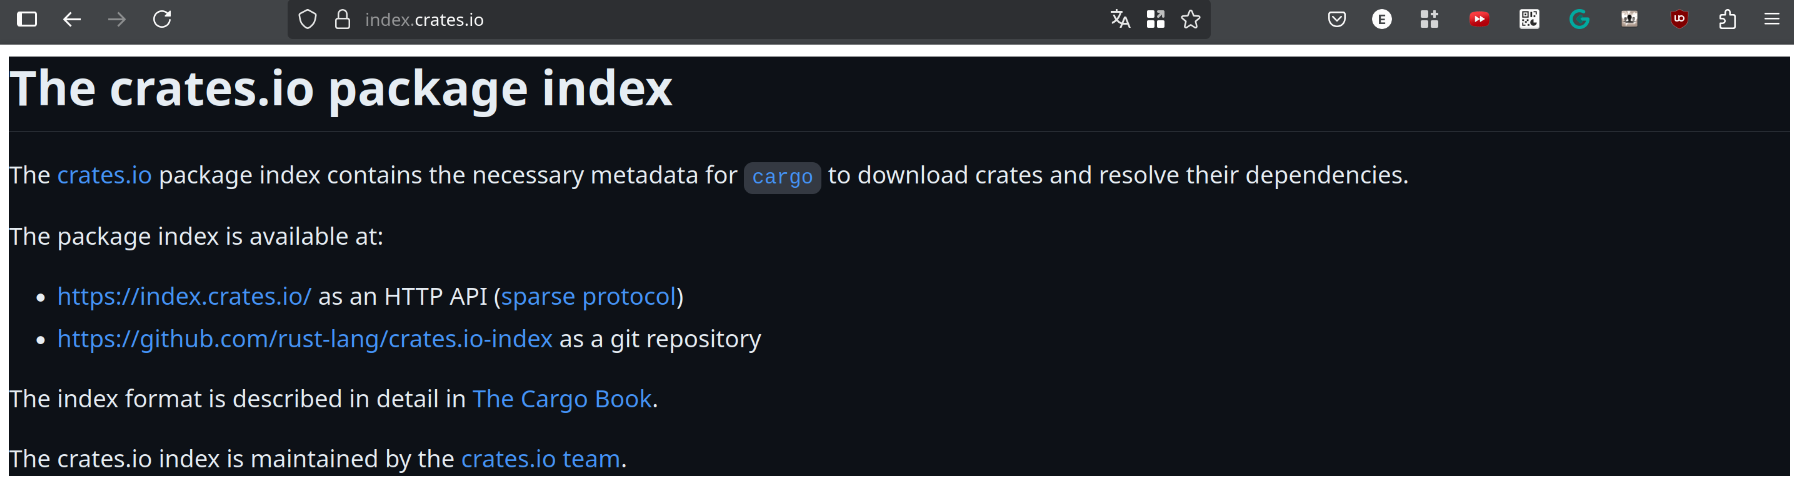 index.crates.io
E
The crates.io package index
The crates.io package index contains the necessary metadata for cargo to download crates and resolve their dependencies.
The package index is available at:
• https://index.crates.io/ as an HTTP API (sparse protocol)
• https://github.com/rust-lang/crates.io-index as a git repository
The index format is described in detail in The Cargo Book.
The crates.io index is maintained by the crates.io team.